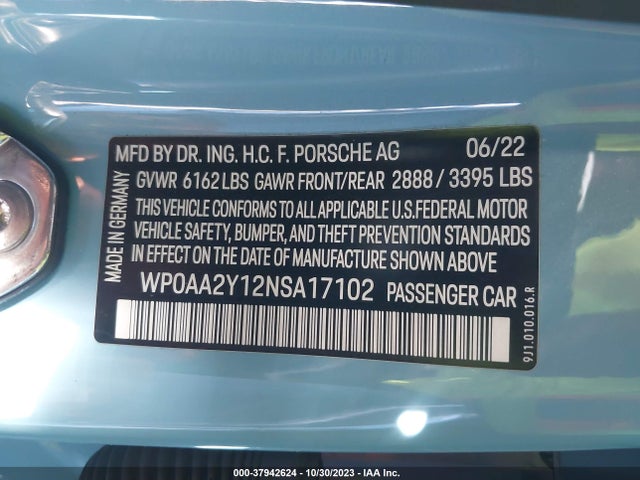 MFD BY DR. ING. H.C. F. PORSCHE AG 06/22
GVWR 6162 LBS GAWR FRONT/REAR 2888 / 3395 LBS
THIS VEHICLE CONFORMS TO ALL APPLICABLE U.S.FEDERAL MOTOR
VEHICLE SAFETY, BUMPER, AND THEFT PREVENTION STANDARDS
IN EFFECT ON THE DATE OF MANUFACTURE SHOWN ABOVE
WP0AA2Y12NSA17102 PASSENGER CAR
MADE IN GERMANY
9J1.010.016.R
000-37942624 | 10/30/2023 | IAA Inc.